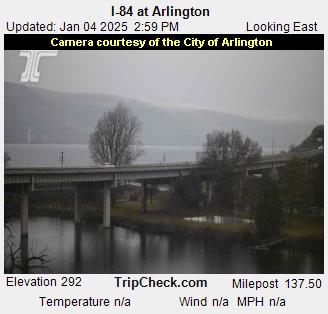 I-84 at Arlington
Updated: Jan 04 2025 2:59 PM Looking East
Camera courtesy of the City of Arlington
Elevation 292 TripCheck.com Milepost 137.50
Temperature n/a Wind n/a MPH n/a